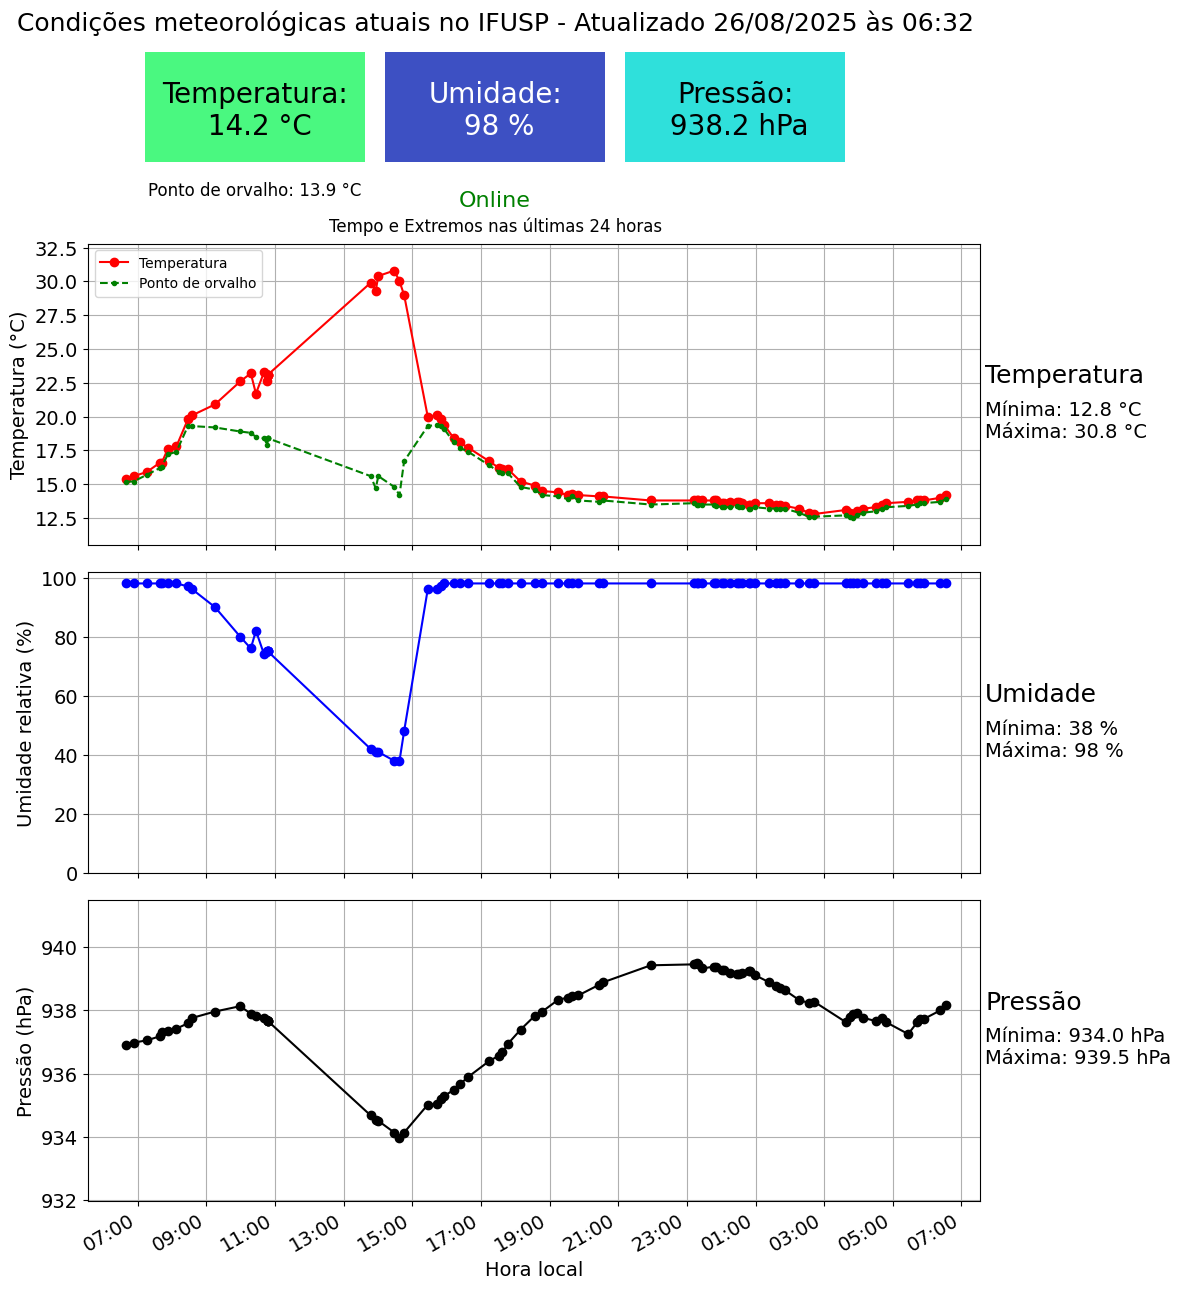 Condições meteorológicas atuais no IFUSP - Atualizado 26/08/2025 às 06:32
Temperatura:
14.2 °C
Umidade:
98 %
Pressão:
938.2 hPa
Ponto de orvalho: 13.9 °C
Online
Tempo e Extremos nas últimas 24 horas
Temperatura (°C)
32.5
30.0
27.5
25.0
22.5
20.0
17.5
15.0
12.5
Temperatura
Ponto de orvalho
Temperatura
Mínima: 12.8 °C
Máxima: 30.8 °C
Umidade relativa (%)
100
80
60
40
20
0
Umidade
Mínima: 38 %
Máxima: 98 %
Pressão (hPa)
940
938
936
934
932
Pressão
Mínima: 934.0 hPa
Máxima: 939.5 hPa
07:00
09:00
11:00
13:00
15:00
17:00
19:00
21:00
23:00
01:00
03:00
05:00
07:00
Hora local